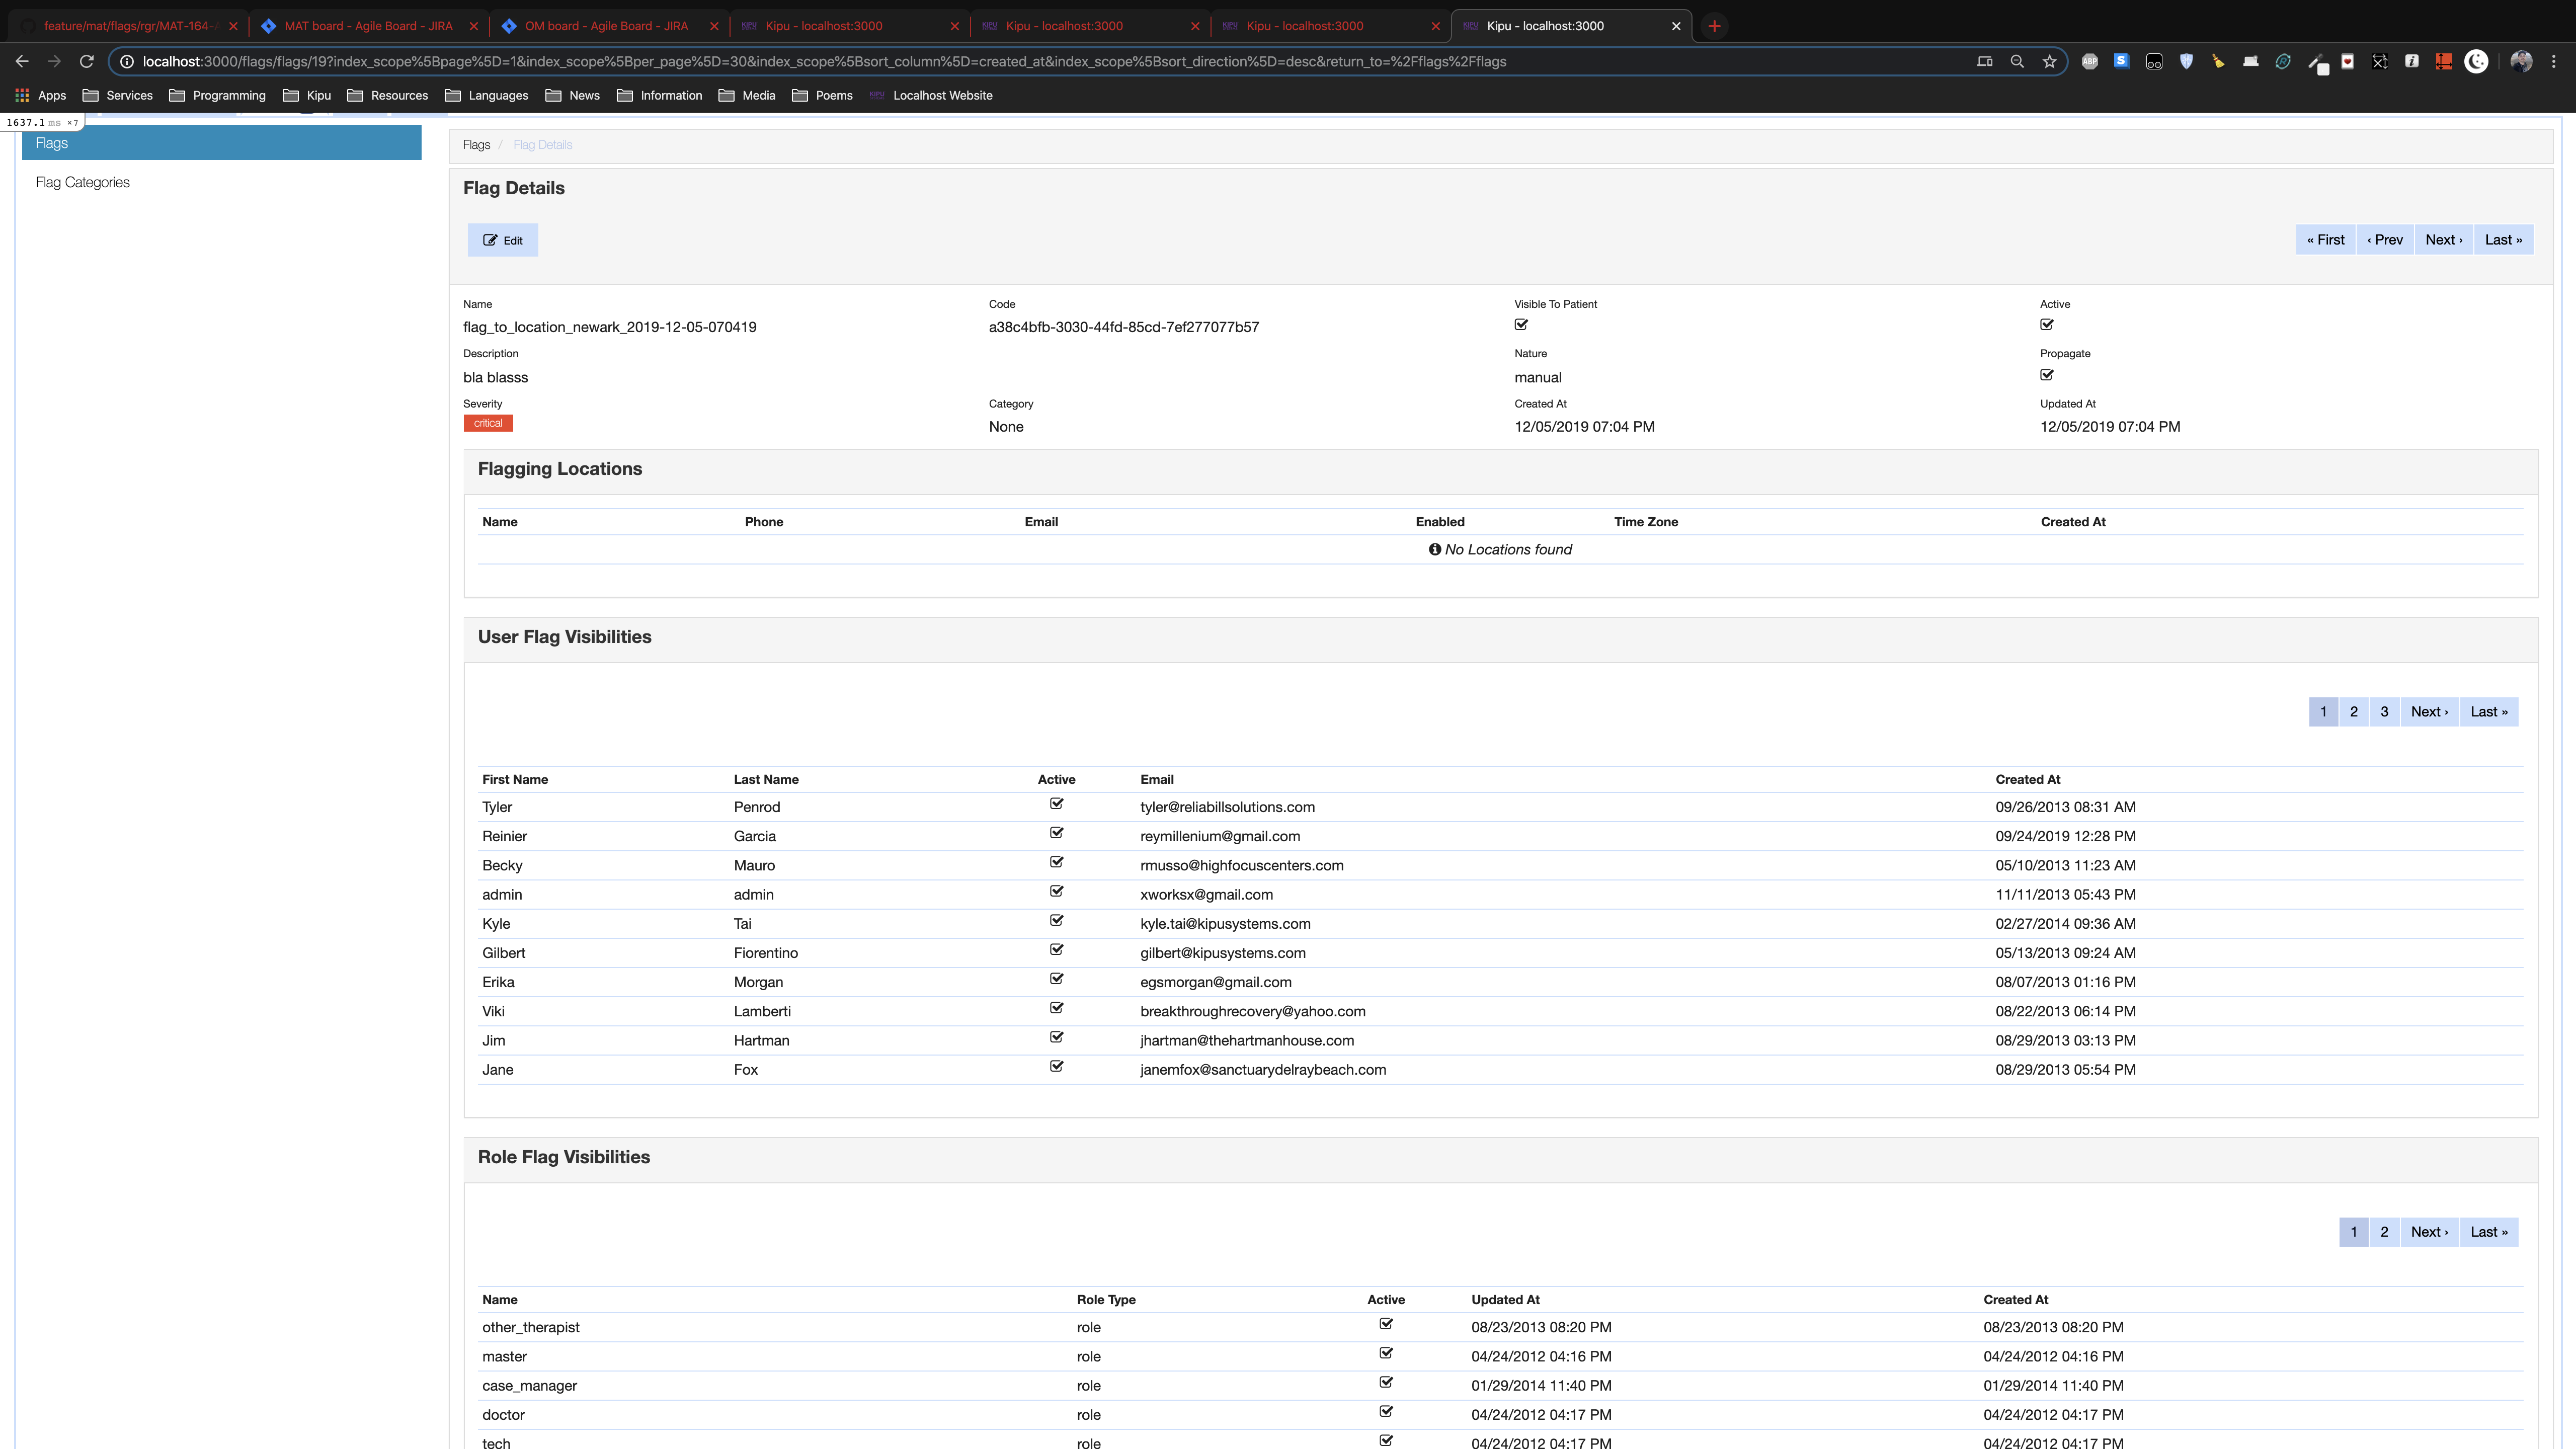 feature/mat/flags/rgr/MAT-164-
MAT board - Agile Board - JIRA
OM board - Agile Board - JIRA
KIPU Kipu - localhost:3000
KIPU Kipu - localhost:3000
KIPU Kipu - localhost:3000
KIPU Kipu - localhost:3000
localhost:3000/flags/flags/19?index_scope%5Bpage%5D=1&index_scope%5Bper_page%5D=30&index_scope%5Bsort_column%5D=created_at&index_scope%5Bsort_direction%5D=desc&return_to=%2Fflags%2Fflags
ABP S
Apps Services Programming Kipu Resources Languages News Information Media Poems KIPU Localhost Website
1637.1 ms ×7
Flags
Flag Categories
Flags / Flag Details
Flag Details
Edit
« First ‹ Prev Next › Last »
Name Code Visible To Patient Active
flag_to_location_newark_2019-12-05-070419 a38c4bfb-3030-44fd-85cd-7ef277077b57
Description Nature Propagate
bla blasss manual
Severity Category Created At Updated At
critical None 12/05/2019 07:04 PM 12/05/2019 07:04 PM
Flagging Locations
Name Phone Email Enabled Time Zone Created At
No Locations found
User Flag Visibilities
1 2 3 Next › Last »
First Name Last Name Active Email Created At
Tyler Penrod tyler@reliabillsolutions.com 09/26/2013 08:31 AM
Reinier Garcia reymillenium@gmail.com 09/24/2019 12:28 PM
Becky Mauro rmusso@highfocuscenters.com 05/10/2013 11:23 AM
admin admin xworksx@gmail.com 11/11/2013 05:43 PM
Kyle Tai kyle.tai@kipusystems.com 02/27/2014 09:36 AM
Gilbert Fiorentino gilbert@kipusystems.com 05/13/2013 09:24 AM
Erika Morgan egsmorgan@gmail.com 08/07/2013 01:16 PM
Viki Lamberti breakthroughrecovery@yahoo.com 08/22/2013 06:14 PM
Jim Hartman jhartman@thehartmanhouse.com 08/29/2013 03:13 PM
Jane Fox janemfox@sanctuarydelraybeach.com 08/29/2013 05:54 PM
Role Flag Visibilities
1 2 Next › Last »
Name Role Type Active Updated At Created At
other_therapist role 08/23/2013 08:20 PM 08/23/2013 08:20 PM
master role 04/24/2012 04:16 PM 04/24/2012 04:16 PM
case_manager role 01/29/2014 11:40 PM 01/29/2014 11:40 PM
doctor role 04/24/2012 04:17 PM 04/24/2012 04:17 PM
tech role 04/24/2012 04:17 PM 04/24/2012 04:17 PM